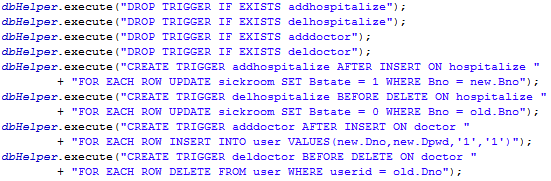 dbHelper.execute("DROP TRIGGER IF EXISTS addhospitalize");
dbHelper.execute("DROP TRIGGER IF EXISTS delhospitalize");
dbHelper.execute("DROP TRIGGER IF EXISTS adddoctor");
dbHelper.execute("DROP TRIGGER IF EXISTS deldoctor");
dbHelper.execute("CREATE TRIGGER addhospitalize AFTER INSERT ON hospitalize "
+ "FOR EACH ROW UPDATE sickroom SET Bstate = 1 WHERE Bno = new.Bno");
dbHelper.execute("CREATE TRIGGER delhospitalize BEFORE DELETE ON hospitalize "
+ "FOR EACH ROW UPDATE sickroom SET Bstate = 0 WHERE Bno = old.Bno");
dbHelper.execute("CREATE TRIGGER adddoctor AFTER INSERT ON doctor "
+ "FOR EACH ROW INSERT INTO user VALUES(new.Dno,new.Dpwd,'1','1')");
dbHelper.execute("CREATE TRIGGER deldoctor BEFORE DELETE ON doctor "
+ "FOR EACH ROW DELETE FROM user WHERE userid = old.Dno");